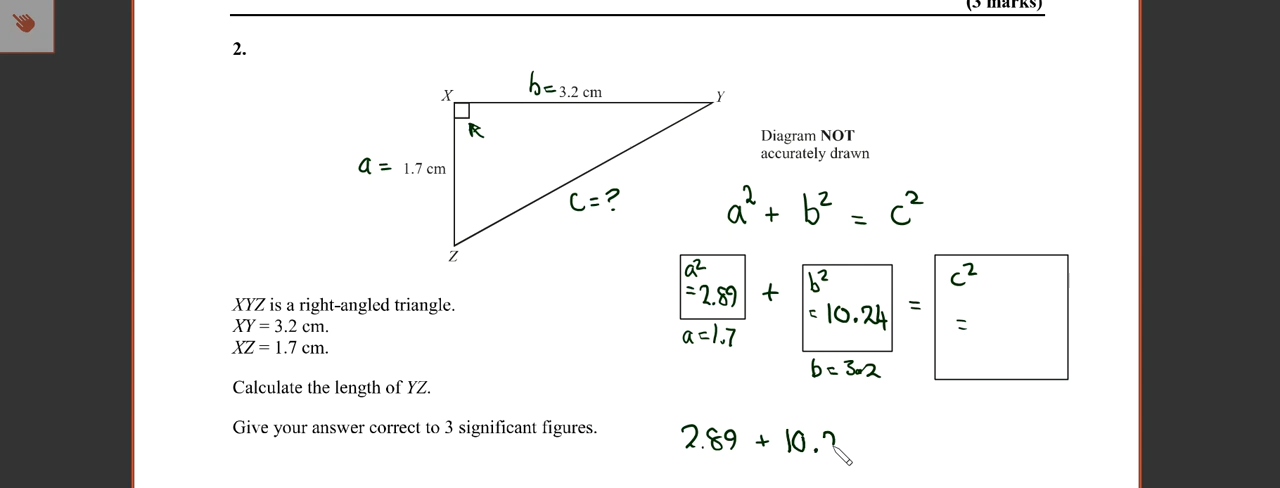 (3 marks)
2.
b = 3.2 cm
X
Y
a = 1.7 cm
c = ?
Z
Diagram NOT
accurately drawn
a² + b² = c²
a²
= 2.89
+
b²
= 10.24
=
c²
=
a = 1.7
b = 3.2
XYZ is a right-angled triangle.
XY = 3.2 cm.
XZ = 1.7 cm.
Calculate the length of YZ.
Give your answer correct to 3 significant figures.
2.89 + 10.2